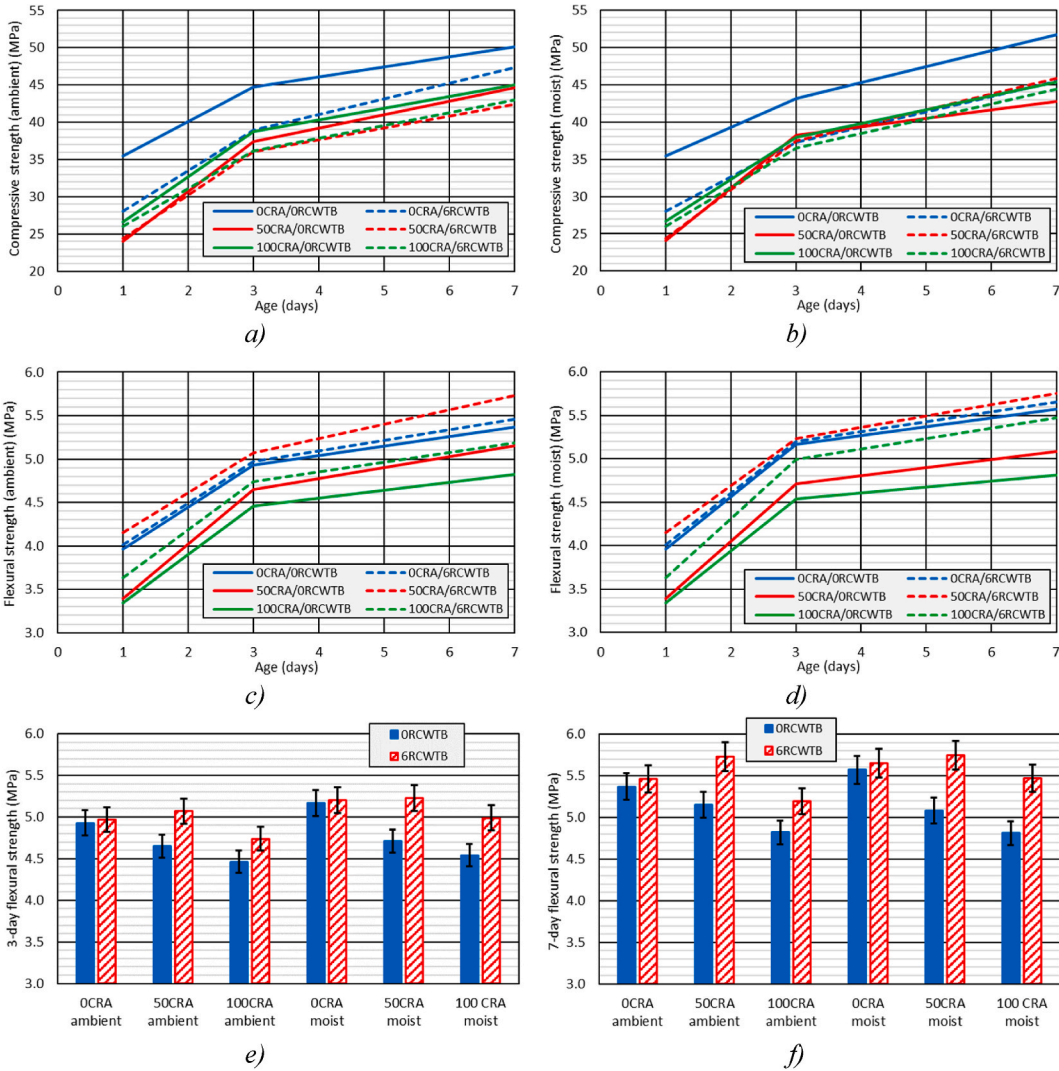 Compressive strength (ambient) (MPa)
55
50
45
40
35
30
25
20
0CRA/0RCWTB 0CRA/6RCWTB
50CRA/0RCWTB 50CRA/6RCWTB
100CRA/0RCWTB 100CRA/6RCWTB
0 1 2 3 4 5 6 7
Age (days)
a)
Compressive strength (moist) (MPa)
55
50
45
40
35
30
25
20
0CRA/0RCWTB 0CRA/6RCWTB
50CRA/0RCWTB 50CRA/6RCWTB
100CRA/0RCWTB 100CRA/6RCWTB
0 1 2 3 4 5 6 7
Age (days)
b)
Flexural strength (ambient) (MPa)
6.0
5.5
5.0
4.5
4.0
3.5
3.0
0CRA/0RCWTB 0CRA/6RCWTB
50CRA/0RCWTB 50CRA/6RCWTB
100CRA/0RCWTB 100CRA/6RCWTB
0 1 2 3 4 5 6 7
Age (days)
c)
Flexural strength (moist) (MPa)
6.0
5.5
5.0
4.5
4.0
3.5
3.0
0CRA/0RCWTB 0CRA/6RCWTB
50CRA/0RCWTB 50CRA/6RCWTB
100CRA/0RCWTB 100CRA/6RCWTB
0 1 2 3 4 5 6 7
Age (days)
d)
3-day flexural strength (MPa)
6.0
5.5
5.0
4.5
4.0
3.5
3.0
0RCWTB
6RCWTB
0CRA 50CRA 100CRA 0CRA 50CRA 100 CRA
ambient ambient ambient moist moist moist
e)
7-day flexural strength (MPa)
6.0
5.5
5.0
4.5
4.0
3.5
3.0
0RCWTB
6RCWTB
0CRA 50CRA 100CRA 0CRA 50CRA 100 CRA
ambient ambient ambient moist moist moist
f)